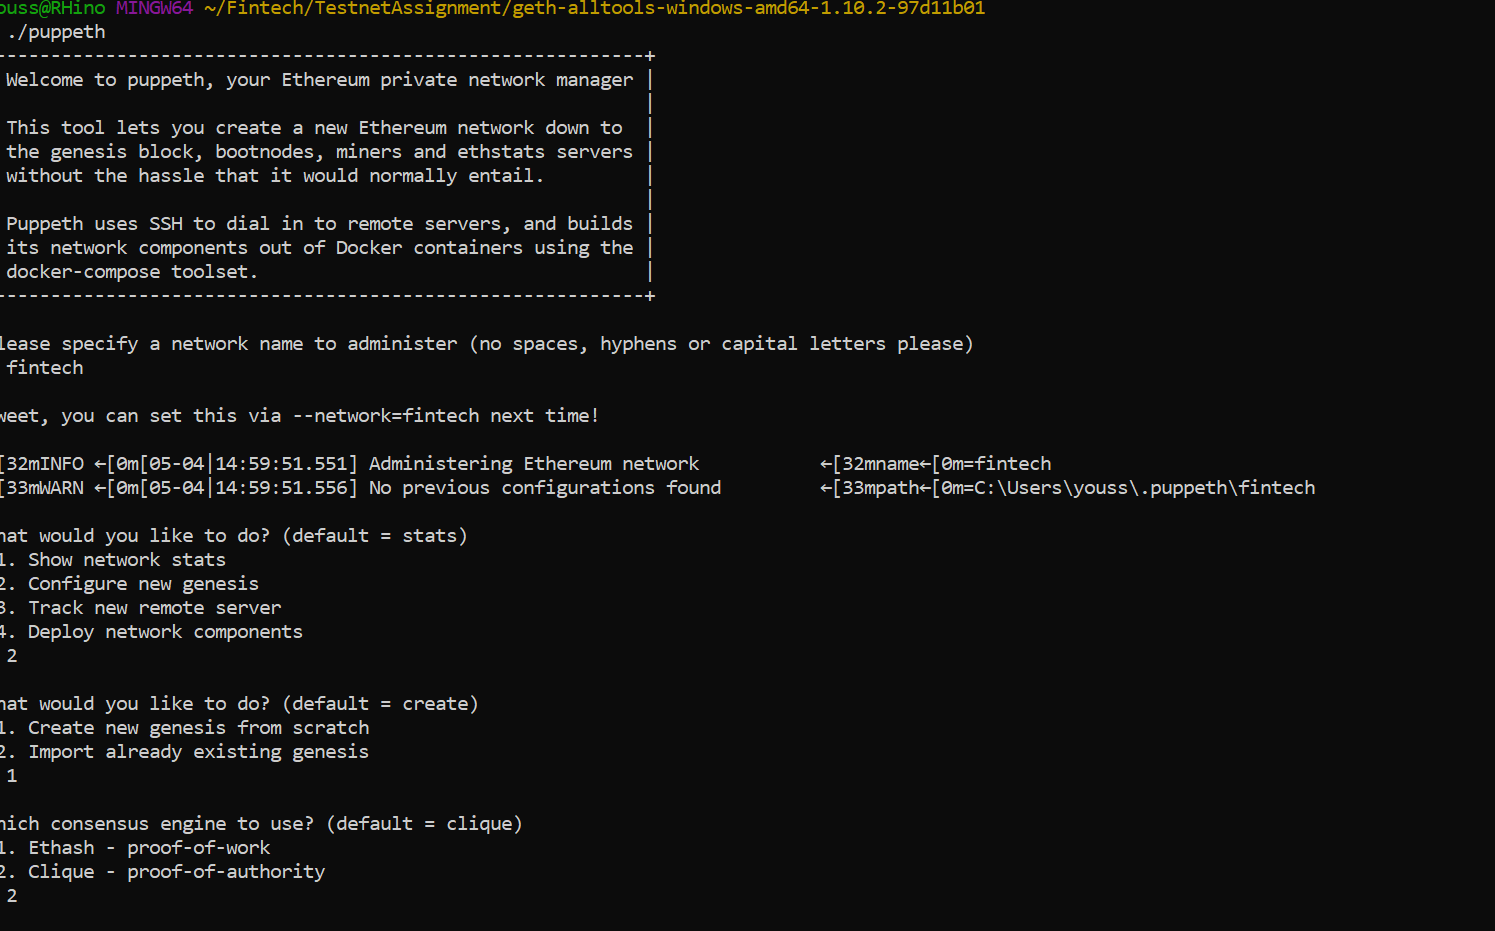 ouss@RHino MINGW64 ~/Fintech/TestnetAssignment/geth-alltools-windows-amd64-1.10.2-97d11b01
./puppeth
-----------------------------------------------------------+
Welcome to puppeth, your Ethereum private network manager |
|
This tool lets you create a new Ethereum network down to |
the genesis block, bootnodes, miners and ethstats servers |
without the hassle that it would normally entail. |
|
Puppeth uses SSH to dial in to remote servers, and builds |
its network components out of Docker containers using the |
docker-compose toolset. |
-----------------------------------------------------------+
lease specify a network name to administer (no spaces, hyphens or capital letters please)
fintech
weet, you can set this via --network=fintech next time!
[32mINFO ←[0m[05-04|14:59:51.551] Administering Ethereum network ←[32mname←[0m=fintech
[33mWARN ←[0m[05-04|14:59:51.556] No previous configurations found ←[33mpath←[0m=C:\Users\youss\.puppeth\fintech
hat would you like to do? (default = stats)
1. Show network stats
2. Configure new genesis
3. Track new remote server
4. Deploy network components
2
hat would you like to do? (default = create)
1. Create new genesis from scratch
2. Import already existing genesis
1
hich consensus engine to use? (default = clique)
1. Ethash - proof-of-work
2. Clique - proof-of-authority
2